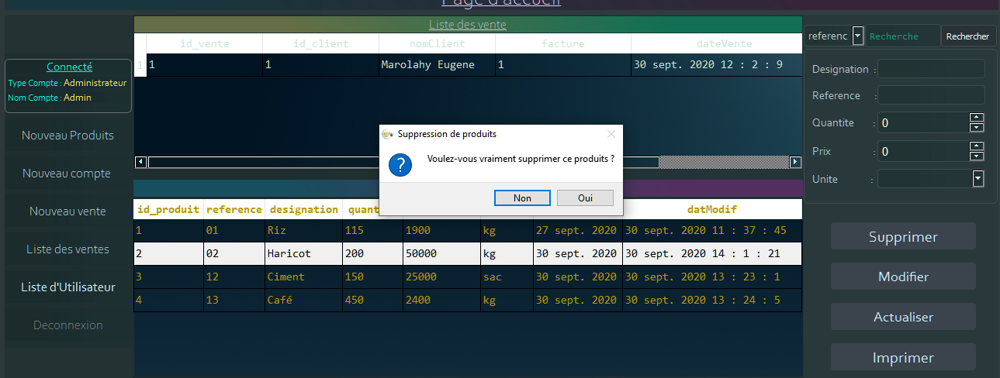 Page d'accueil
Connecté
Type Compte : Administrateur
Nom Compte : Admin
Nouveau Produits
Nouveau compte
Nouveau vente
Liste des ventes
Liste d'Utilisateur
Deconnexion
Liste des vente
id_vente id_client nomClient facture dateVente
1 1 1 Marolahy Eugene 1 30 sept. 2020 12 : 2 : 9
Suppression de produits
Voulez-vous vraiment supprimer ce produits ?
Non Oui
id_produit reference designation datModif
1 01 Riz 115 1900 kg 27 sept. 2020 30 sept. 2020 11 : 37 : 45
2 02 Haricot 200 50000 kg 30 sept. 2020 30 sept. 2020 14 : 1 : 21
3 12 Ciment 150 25000 sac 30 sept. 2020 30 sept. 2020 13 : 23 : 1
4 13 Café 450 2400 kg 30 sept. 2020 30 sept. 2020 13 : 24 : 5
referenc Recherche Rechercher
Designation :
Reference :
Quantite : 0
Prix : 0
Unite :
Supprimer
Modifier
Actualiser
Imprimer